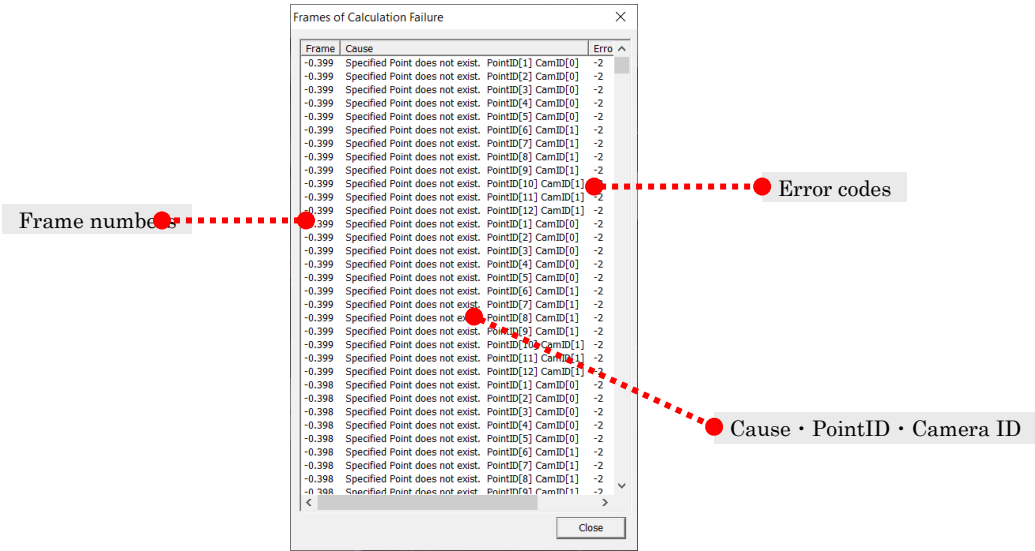 Frames of Calculation Failure
Frame Cause Erro
-0.399 Specified Point does not exist. PointID[1] CamID[0] -2
-0.399 Specified Point does not exist. PointID[2] CamID[0] -2
-0.399 Specified Point does not exist. PointID[3] CamID[0] -2
-0.399 Specified Point does not exist. PointID[4] CamID[0] -2
-0.399 Specified Point does not exist. PointID[5] CamID[0] -2
-0.399 Specified Point does not exist. PointID[6] CamID[1] -2
-0.399 Specified Point does not exist. PointID[7] CamID[1] -2
-0.399 Specified Point does not exist. PointID[8] CamID[1] -2
-0.399 Specified Point does not exist. PointID[9] CamID[1] -2
-0.399 Specified Point does not exist. PointID[10] CamID[1]
Error codes
-0.399 Specified Point does not exist. PointID[11] CamID[1] -2
-0.399 Specified Point does not exist. PointID[12] CamID[1] -2
Frame numbers
-0.399 Specified Point does not exist. PointID[1] CamID[0] -2
-0.399 Specified Point does not exist. PointID[2] CamID[0] -2
-0.399 Specified Point does not exist. PointID[3] CamID[0] -2
-0.399 Specified Point does not exist. PointID[4] CamID[0] -2
-0.399 Specified Point does not exist. PointID[5] CamID[0] -2
-0.399 Specified Point does not exist. PointID[6] CamID[1] -2
-0.399 Specified Point does not exist. PointID[7] CamID[1] -2
-0.399 Specified Point does not exist. PointID[8] CamID[1] -2
-0.399 Specified Point does not exist. PointID[9] CamID[1] -2
-0.399 Specified Point does not exist. PointID[10] CamID[1] -2
-0.399 Specified Point does not exist. PointID[11] CamID[1] -2
-0.399 Specified Point does not exist. PointID[12] CamID[1] -2
-0.398 Specified Point does not exist. PointID[1] CamID[0] -2
-0.398 Specified Point does not exist. PointID[2] CamID[0] -2
-0.398 Specified Point does not exist. PointID[3] CamID[0] -2
-0.398 Specified Point does not exist. PointID[4] CamID[0] -2
Cause・PointID・Camera ID
-0.398 Specified Point does not exist. PointID[5] CamID[0] -2
-0.398 Specified Point does not exist. PointID[6] CamID[1] -2
-0.398 Specified Point does not exist. PointID[7] CamID[1] -2
-0.398 Specified Point does not exist. PointID[8] CamID[1] -2
-0.398 Specified Point does not exist. PointID[9] CamID[1] -2
Close